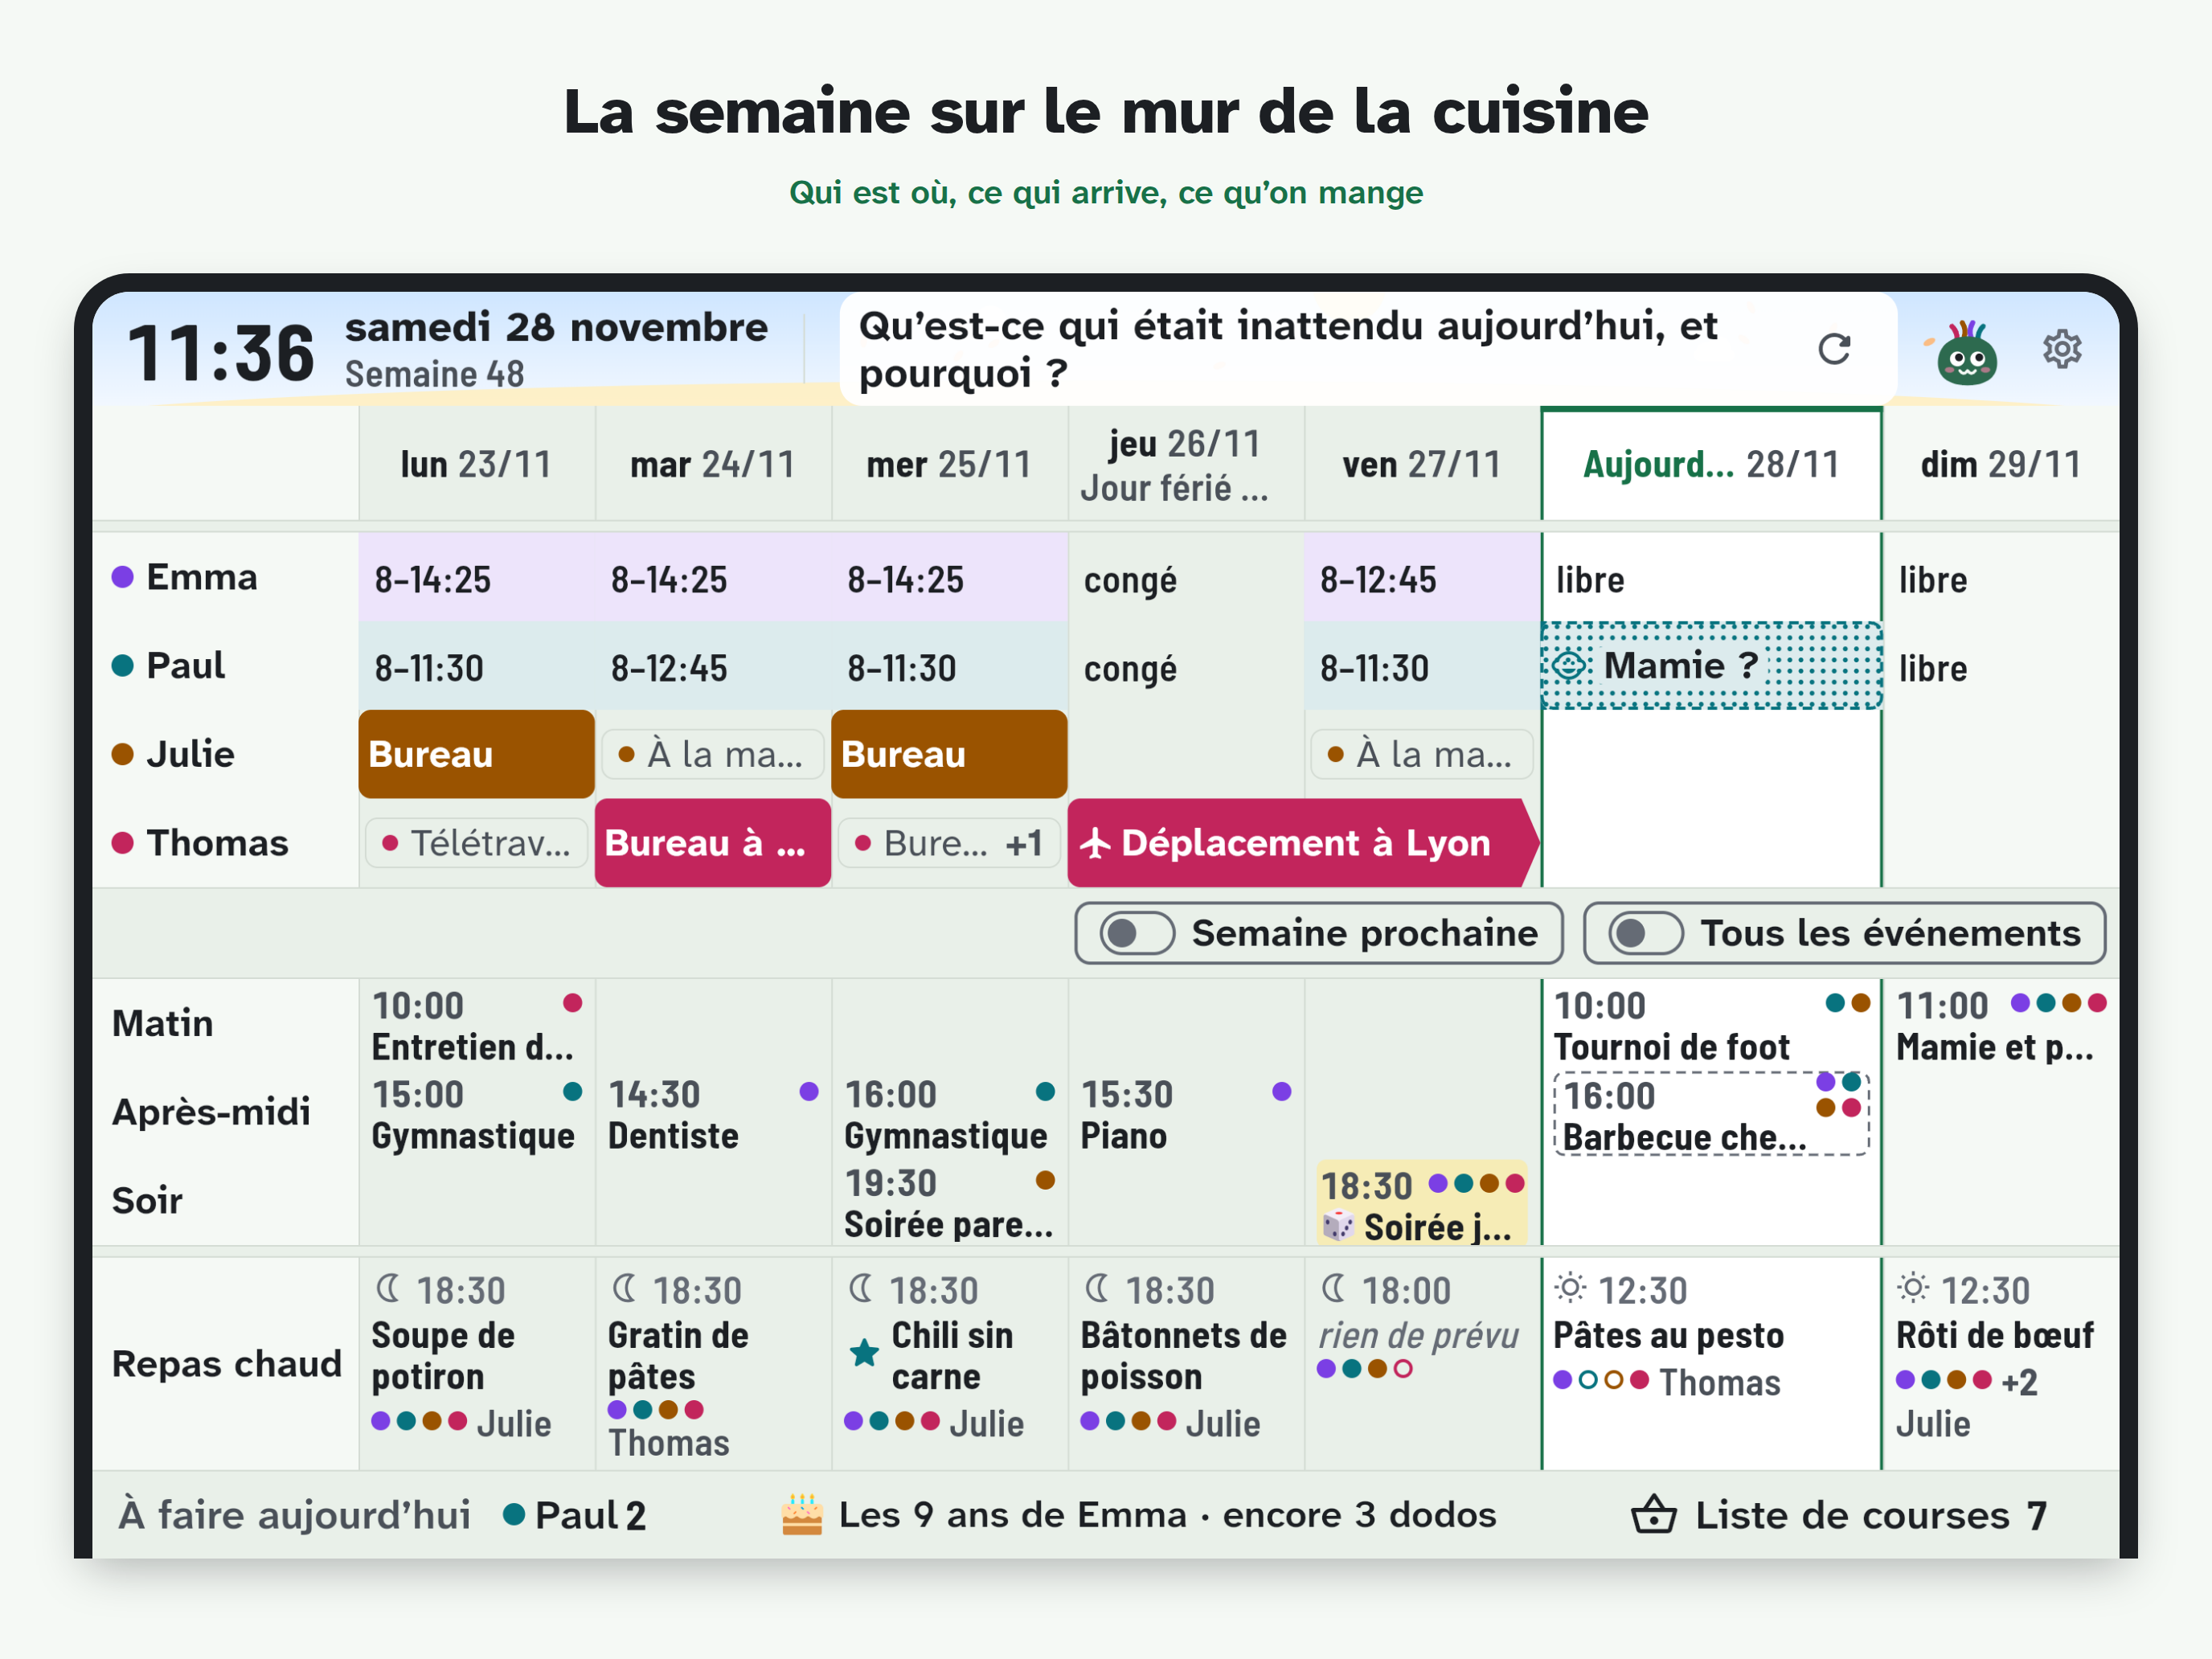 La semaine sur le mur de la cuisine
Qui est où, ce qui arrive, ce qu’on mange
11:36
samedi 28 novembre
Semaine 48
Qu’est-ce qui était inattendu aujourd’hui, et
pourquoi ?
lun 23/11
mar 24/11
mer 25/11
jeu 26/11
Jour férié ...
ven 27/11
Aujourd... 28/11
dim 29/11
Emma
8–14:25
8–14:25
8–14:25
congé
8–12:45
libre
libre
Paul
8–11:30
8–12:45
8–11:30
congé
8–11:30
Mamie ?
libre
Julie
Bureau
À la ma...
Bureau
À la ma...
Thomas
Télétrav...
Bureau à ...
Bure... +1
Déplacement à Lyon
Semaine prochaine
Tous les événements
Matin
10:00
Entretien d...
10:00
Tournoi de foot
11:00
Mamie et p...
Après-midi
15:00
Gymnastique
14:30
Dentiste
16:00
Gymnastique
15:30
Piano
16:00
Barbecue che...
Soir
19:30
Soirée pare...
18:30
Soirée j...
Repas chaud
18:30
Soupe de
potiron
Julie
18:30
Gratin de
pâtes
Thomas
18:30
Chili sin
carne
Julie
18:30
Bâtonnets de
poisson
Julie
18:00
rien de prévu
12:30
Pâtes au pesto
Thomas
12:30
Rôti de bœuf
+2
Julie
À faire aujourd’hui
Paul 2
Les 9 ans de Emma · encore 3 dodos
Liste de courses 7